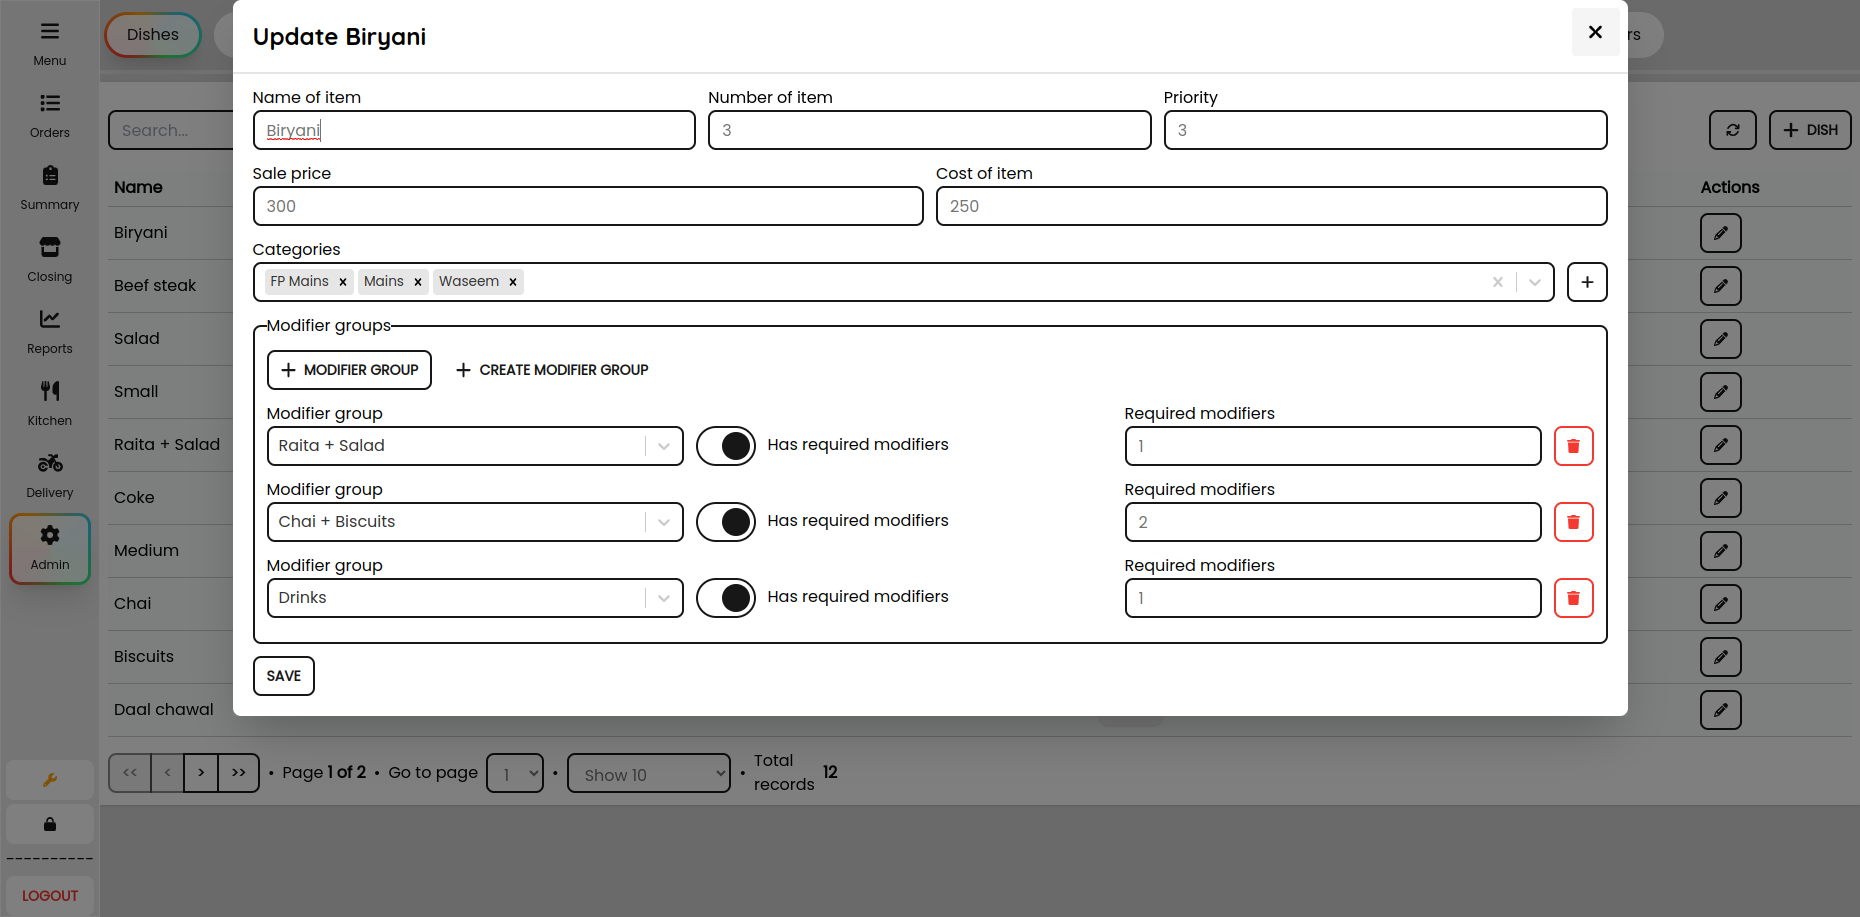 Menu
Orders
Summary
Closing
Reports
Kitchen
Delivery
Admin
----------
LOGOUT
Dishes
rs
Search...
+ DISH
Name
Actions
Biryani
Beef steak
Salad
Small
Raita + Salad
Coke
Medium
Chai
Biscuits
Daal chawal
<< < > >> • Page 1 of 2 • Go to page 1 • Show 10 • Total records 12
Update Biryani
Name of item
Number of item
Priority
Biryani
3
3
Sale price
Cost of item
300
250
Categories
FP Mains x Mains x Waseem x
+
Modifier groups
+ MODIFIER GROUP
+ CREATE MODIFIER GROUP
Modifier group
Required modifiers
Raita + Salad
Has required modifiers
1
Modifier group
Required modifiers
Chai + Biscuits
Has required modifiers
2
Modifier group
Required modifiers
Drinks
Has required modifiers
1
SAVE